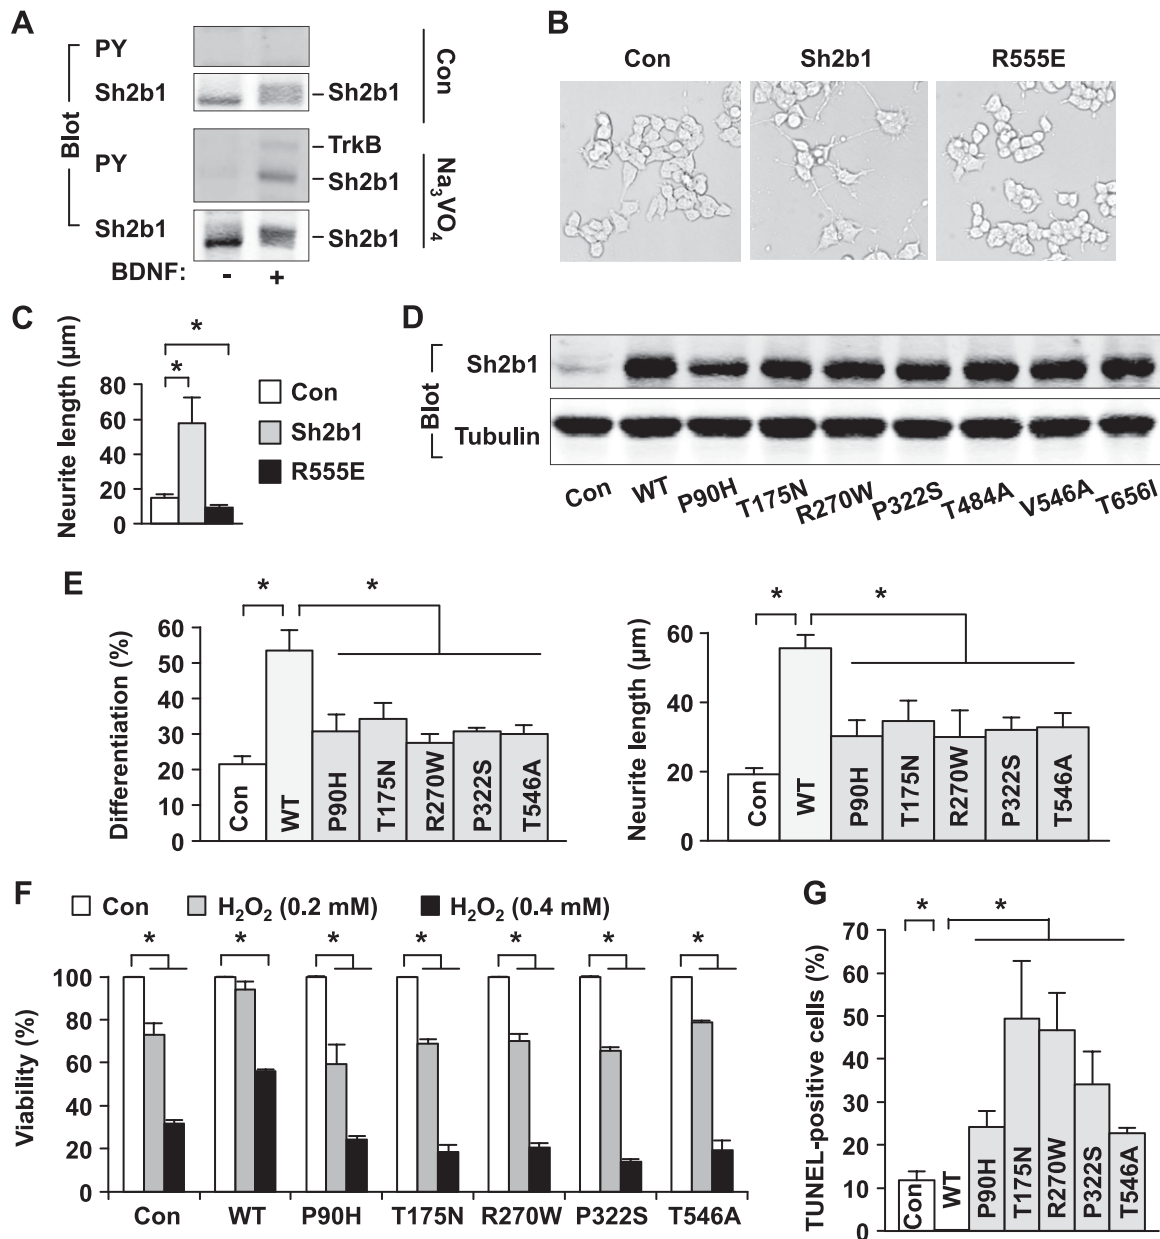 A
Blot
PY
Sh2b1
Sh2b1
Con
PY
TrkB
Sh2b1
Sh2b1
Sh2b1
Na3VO4
BDNF: - +
B
Con Sh2b1 R555E
C
Neurite length (μm)
80
60
40
20
0
* *
Con
Sh2b1
R555E
D
Blot
Sh2b1
Tubulin
Con WT P90H T175N R270W P322S T484A V546A T656I
E
Differentiation (%)
60
50
40
30
20
10
0
* *
Con WT P90H T175N R270W P322S T546A
Neurite length (μm)
60
40
20
0
* *
Con WT P90H T175N R270W P322S T546A
F
Con H2O2 (0.2 mM) H2O2 (0.4 mM)
* * * * * * *
Viability (%)
100
80
60
40
20
0
Con WT P90H T175N R270W P322S T546A
G
TUNEL-positive cells (%)
70
60
50
40
30
20
10
0
* *
Con WT P90H T175N R270W P322S T546A